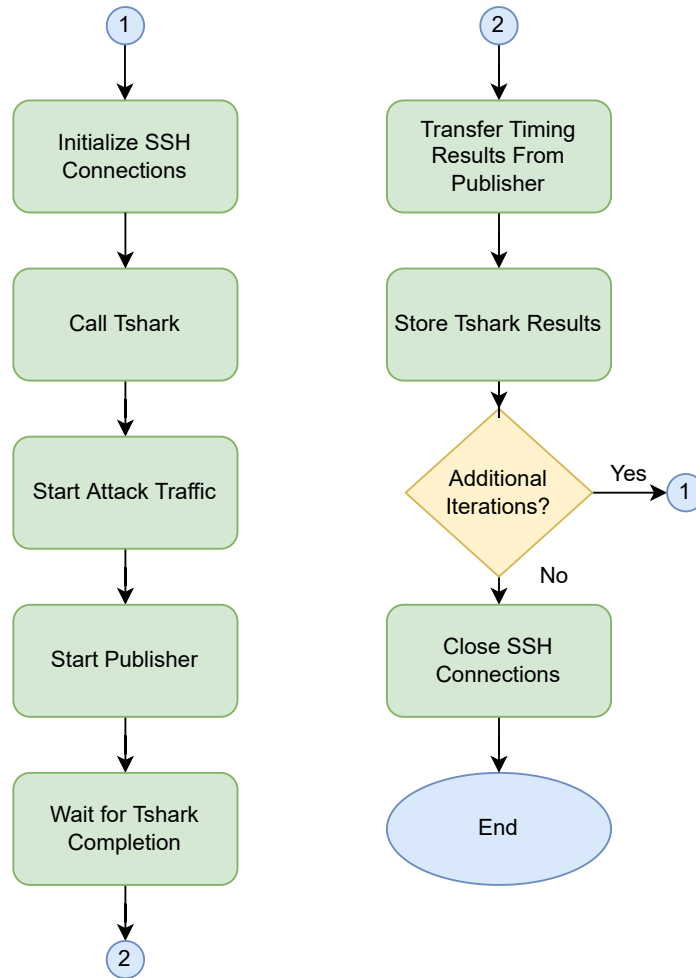 1
Initialize SSH
Connections
Call Tshark
Start Attack Traffic
Start Publisher
Wait for Tshark
Completion
2
2
Transfer Timing
Results From
Publisher
Store Tshark Results
Additional
Iterations?
Yes
1
No
Close SSH
Connections
End